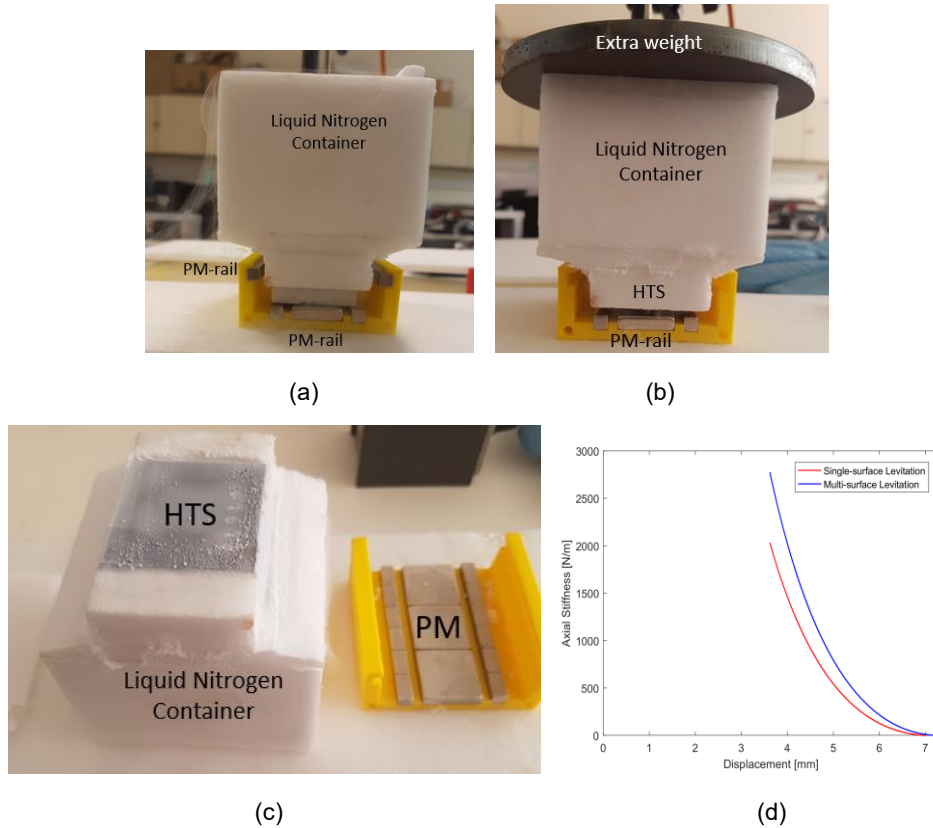 Liquid Nitrogen
Container
PM-rail
PM-rail
(a)
Extra weight
Liquid Nitrogen
Container
HTS
PM-rail
(b)
HTS
PM
Liquid Nitrogen
Container
(c)
3000
2500
2000
1500
1000
500
0
Axial Stiffness [N/m]
Single-surface Levitation
Multi-surface Levitation
0 1 2 3 4 5 6 7
Displacement [mm]
(d)